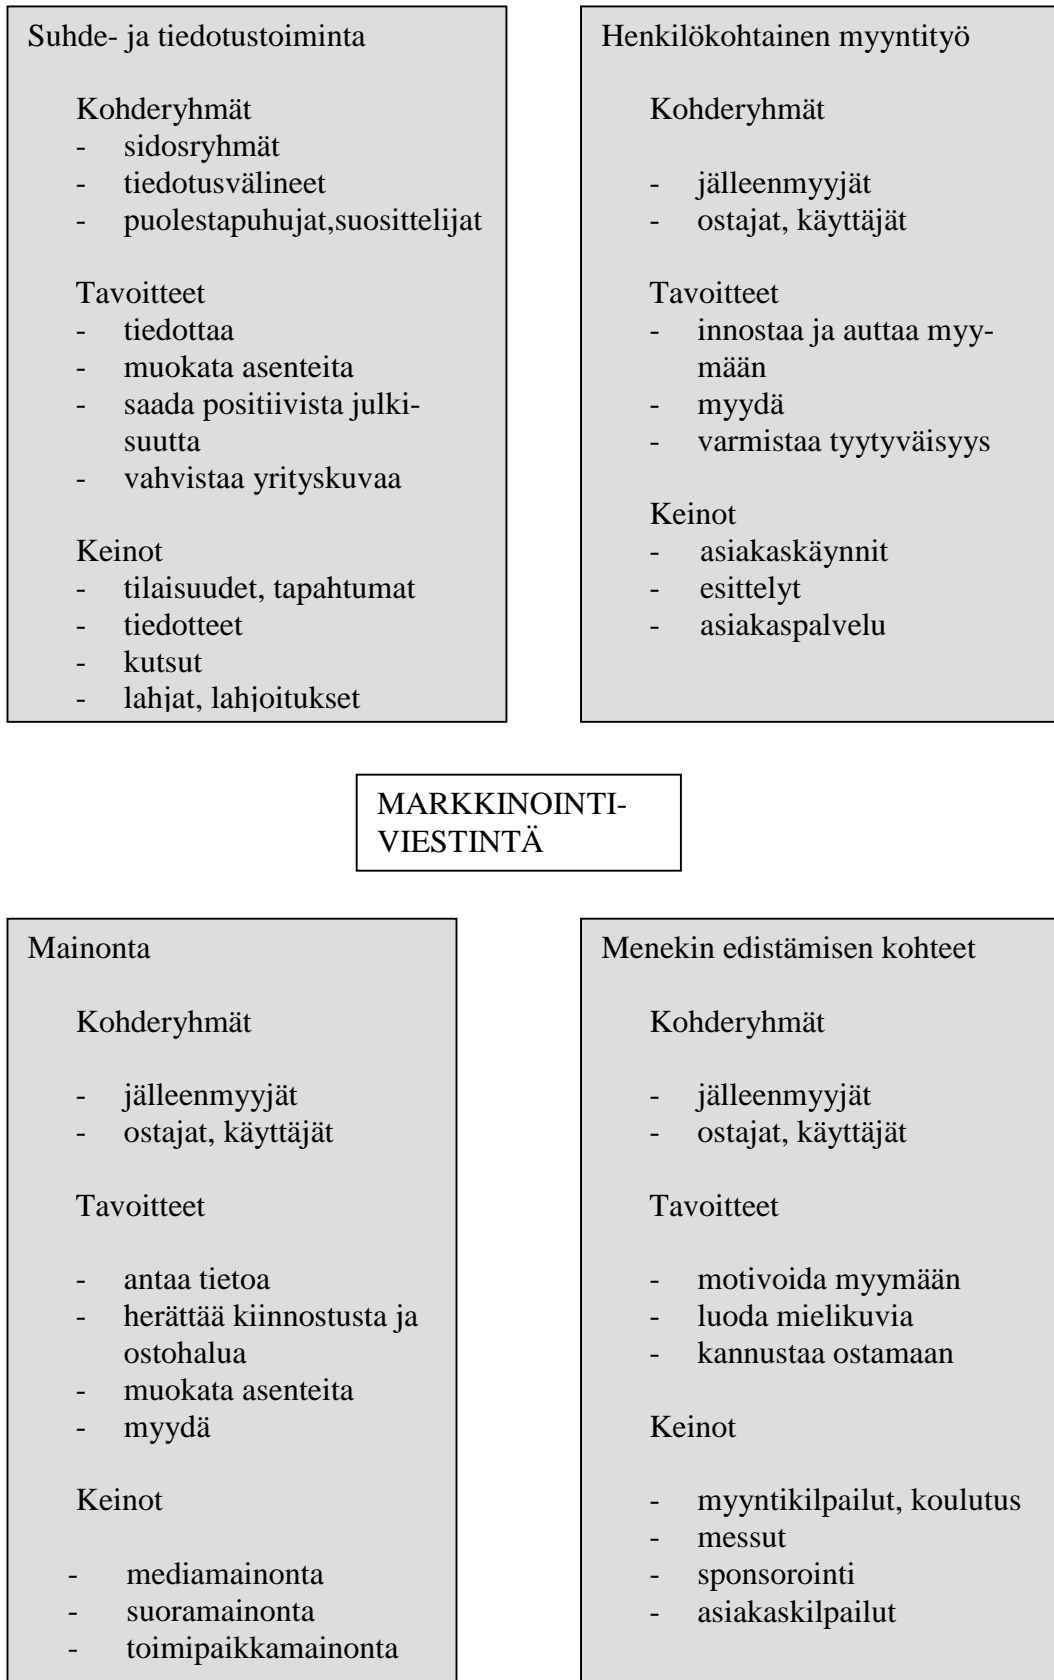 Suhde- ja tiedotustoiminta
Kohderyhmät
- sidosryhmät
- tiedotusvälineet
- puolestapuhujat,suosittelijat
Tavoitteet
- tiedottaa
- muokata asenteita
- saada positiivista julki-
suutta
- vahvistaa yrityskuvaa
Keinot
- tilaisuudet, tapahtumat
- tiedotteet
- kutsut
- lahjat, lahjoitukset
Henkilökohtainen myyntityö
Kohderyhmät
- jälleenmyyjät
- ostajat, käyttäjät
Tavoitteet
- innostaa ja auttaa myy-
mään
- myydä
- varmistaa tyytyväisyys
Keinot
- asiakaskäynnit
- esittelyt
- asiakaspalvelu
MARKKINOINTI-
VIESTINTÄ
Mainonta
Kohderyhmät
- jälleenmyyjät
- ostajat, käyttäjät
Tavoitteet
- antaa tietoa
- herättää kiinnostusta ja
ostohalua
- muokata asenteita
- myydä
Keinot
- mediamainonta
- suoramainonta
- toimipaikkamainonta
Menekin edistämisen kohteet
Kohderyhmät
- jälleenmyyjät
- ostajat, käyttäjät
Tavoitteet
- motivoida myymään
- luoda mielikuvia
- kannustaa ostamaan
Keinot
- myyntikilpailut, koulutus
- messut
- sponsorointi
- asiakaskilpailut